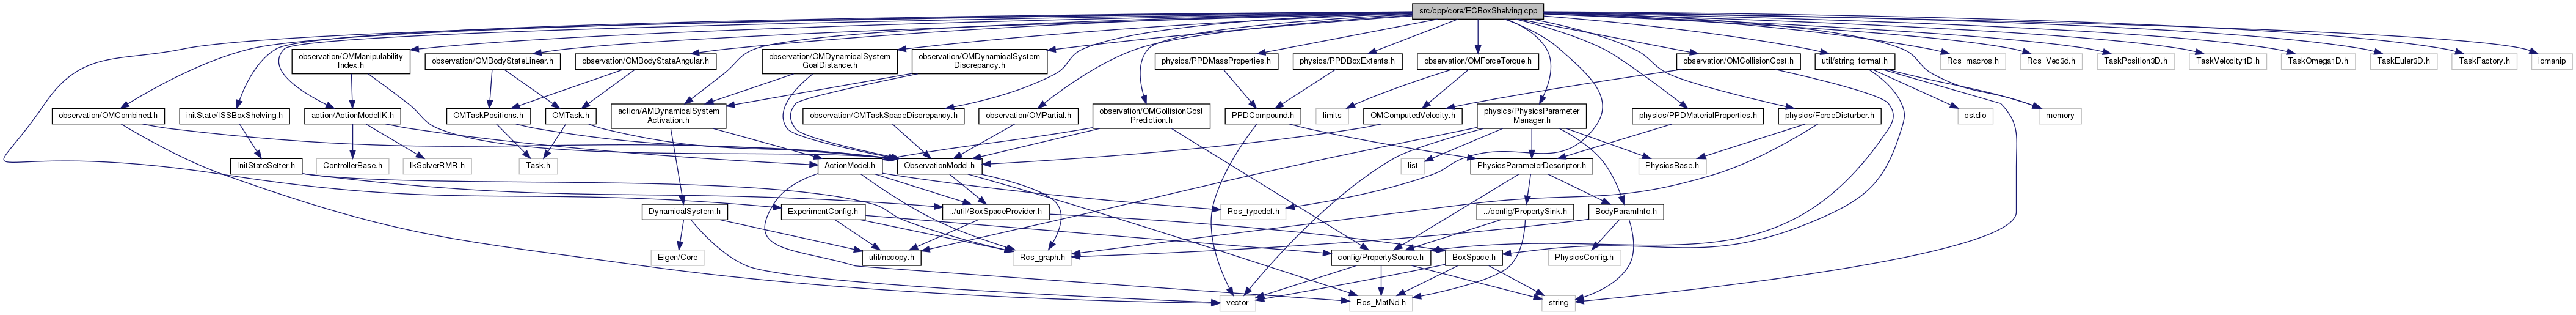 src/cpp/core/ECBoxShelving.cpp
observation/OMManipulability
Index.h
observation/OMBodyStateLinear.h
observation/OMBodyStateAngular.h
observation/OMDynamicalSystem
GoalDistance.h
observation/OMDynamicalSystem
Discrepancy.h
physics/PPDMassProperties.h
physics/PPDBoxExtents.h
observation/OMForceTorque.h
observation/OMCollisionCost.h
util/string_format.h
Rcs_macros.h
Rcs_Vec3d.h
TaskPosition3D.h
TaskVelocity1D.h
TaskOmega1D.h
TaskEuler3D.h
TaskFactory.h
iomanip
observation/OMCombined.h
initState/ISSBoxShelving.h
action/ActionModelIK.h
OMTaskPositions.h
OMTask.h
action/AMDynamicalSystem
Activation.h
observation/OMTaskSpaceDiscrepancy.h
observation/OMPartial.h
observation/OMCollisionCost
Prediction.h
PPDCompound.h
limits
OMComputedVelocity.h
physics/PhysicsParameter
Manager.h
physics/PPDMaterialProperties.h
physics/ForceDisturber.h
cstdio
memory
InitStateSetter.h
ControllerBase.h
IkSolverRMR.h
Task.h
ActionModel.h
ObservationModel.h
list
PhysicsParameterDescriptor.h
PhysicsBase.h
DynamicalSystem.h
ExperimentConfig.h
../util/BoxSpaceProvider.h
Rcs_typedef.h
../config/PropertySink.h
BodyParamInfo.h
Eigen/Core
util/nocopy.h
Rcs_graph.h
config/PropertySource.h
BoxSpace.h
PhysicsConfig.h
vector
Rcs_MatNd.h
string